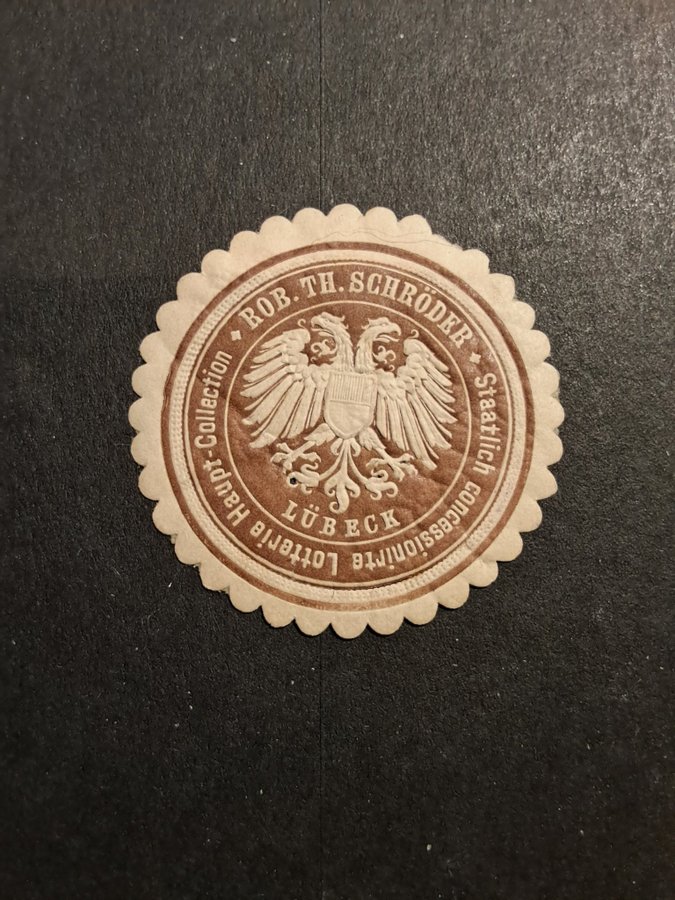 ROB. TH. SCHRÖDER
Staatlich concessionirte Lotterie Haupt-Collection
LÜBECK